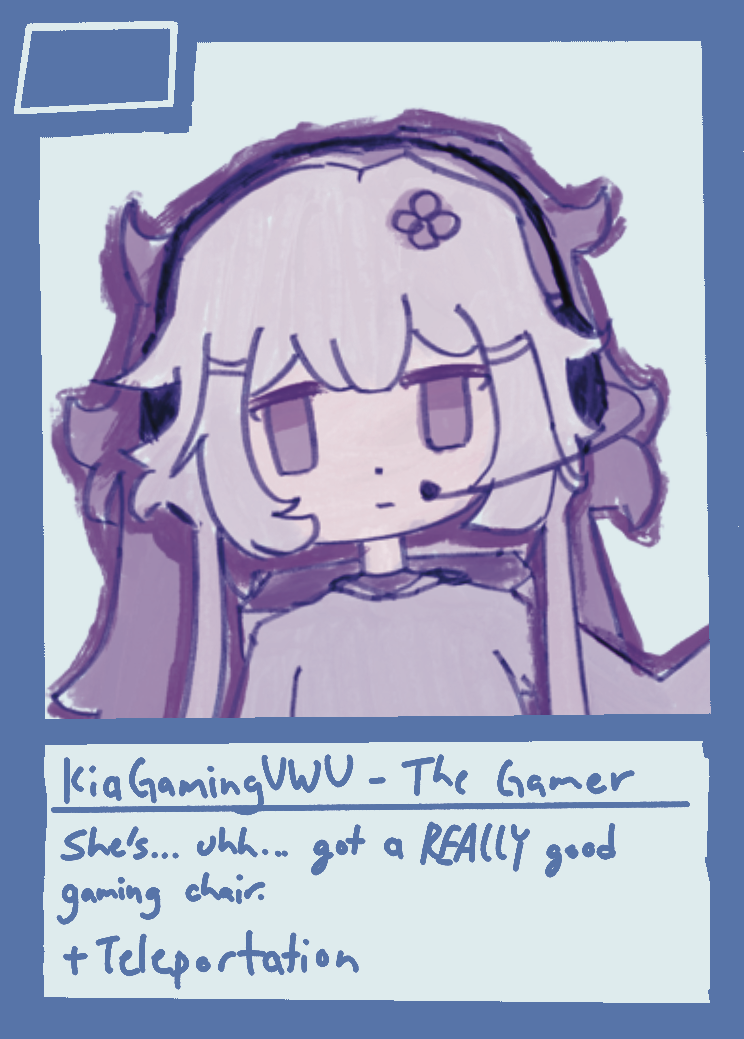 KiaGamingUWU - The Gamer
She's... uhh... got a REALLY good
gaming chair.
+ Teleportation